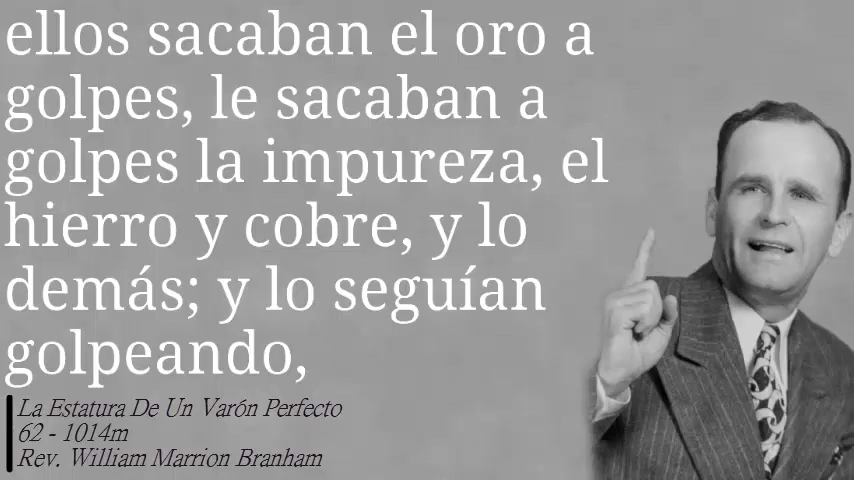 ellos sacaban el oro a
golpes, le sacaban a
golpes la impureza, el
hierro y cobre, y lo
demás; y lo seguían
golpeando,
La Estatura De Un Varón Perfecto
62 - 1014m
Rev. William Marrion Branham